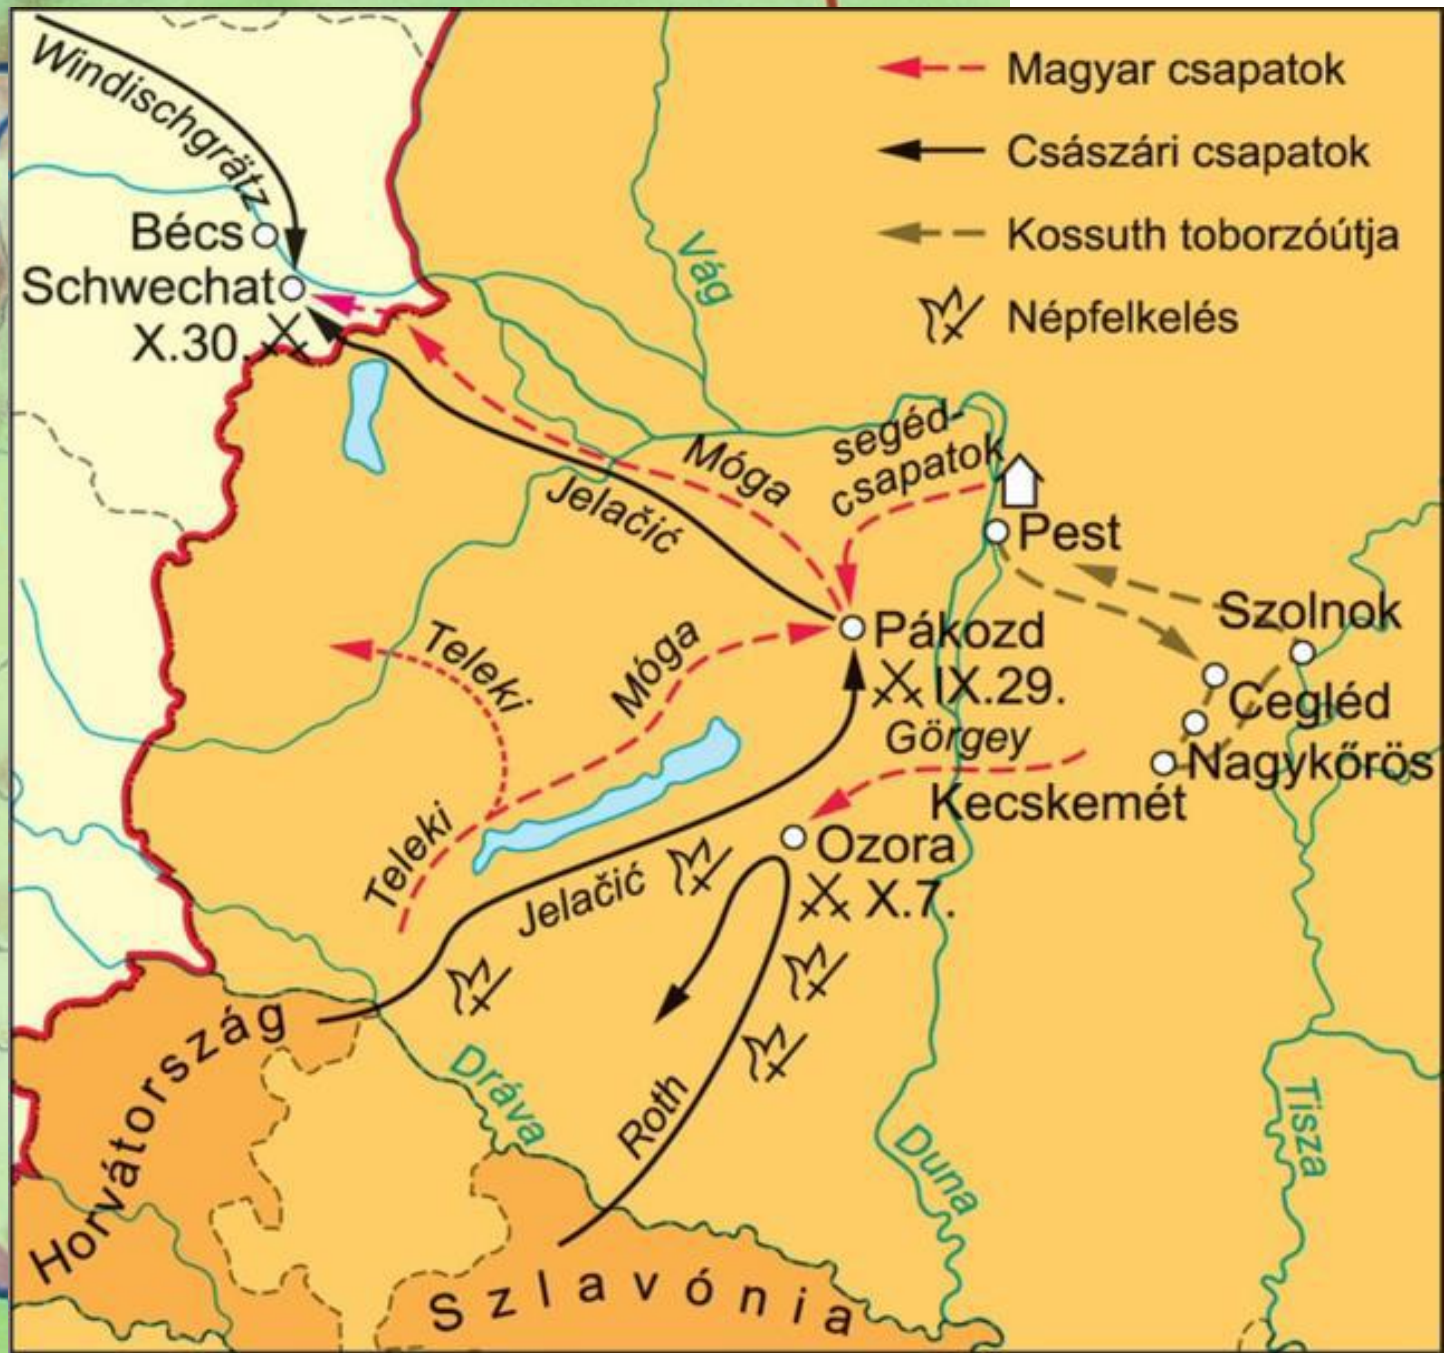 Windischgrätz
Magyar csapatok
Császári csapatok
Kossuth toborzóútja
Népfelkelés
Bécs
Schwechat
X.30.
Vág
segéd-
csapatok
Móga
Jelačić
Pest
Szolnok
Pákozd
IX.29.
Cegléd
Nagykőrös
Kecskemét
Görgey
Teleki
Móga
Teleki
Ozora
X.7.
Jelačić
Horvátország
Dráva
Roth
Duna
Tisza
Szlavónia